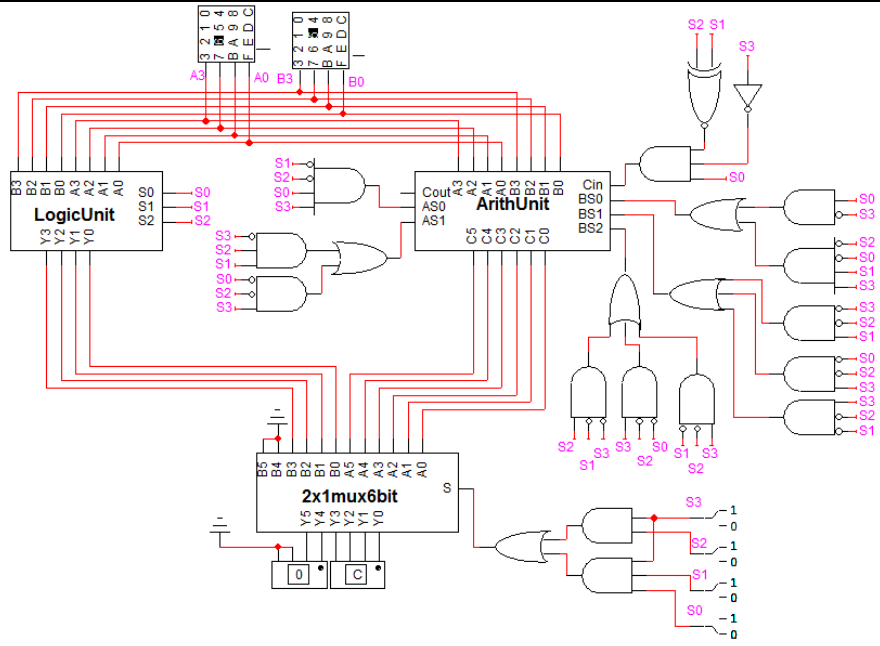 3 2 1 0
7 5 4
B A 9 8
F E D C
3 2 1 0
7 6 4
B A 9 8
F E D C
A3 A0 B3 B0
S2 S1
S3
S0
B3 B2 B1 B0 A3 A2 A1 A0
LogicUnit
S0 S0
S1 S1
S2 S2
Y3 Y2 Y1 Y0
S1
S2
S0
S3
S3
S2
S1
S0
S2
S3
A3 A2 A1 A0 B3 B2 B1 B0
Cout Cin
AS0 ArithUnit BS0
AS1 BS1
BS2
C5 C4 C3 C2 C1 C0
S0
S3
S2
S0
S1
S3
S3
S2
S1
S0
S2
S3
S3
S2
S1
S2 S1 S3
S3 S2 S0
S1 S2 S3
B5 B4 B3 B2 B1 B0 A5 A4 A3 A2 A1 A0
2x1mux6bit
S
Y5 Y4 Y3 Y2 Y1 Y0
0 C
S3 1
0
S2 1
0
S1 1
0
S0 1
0